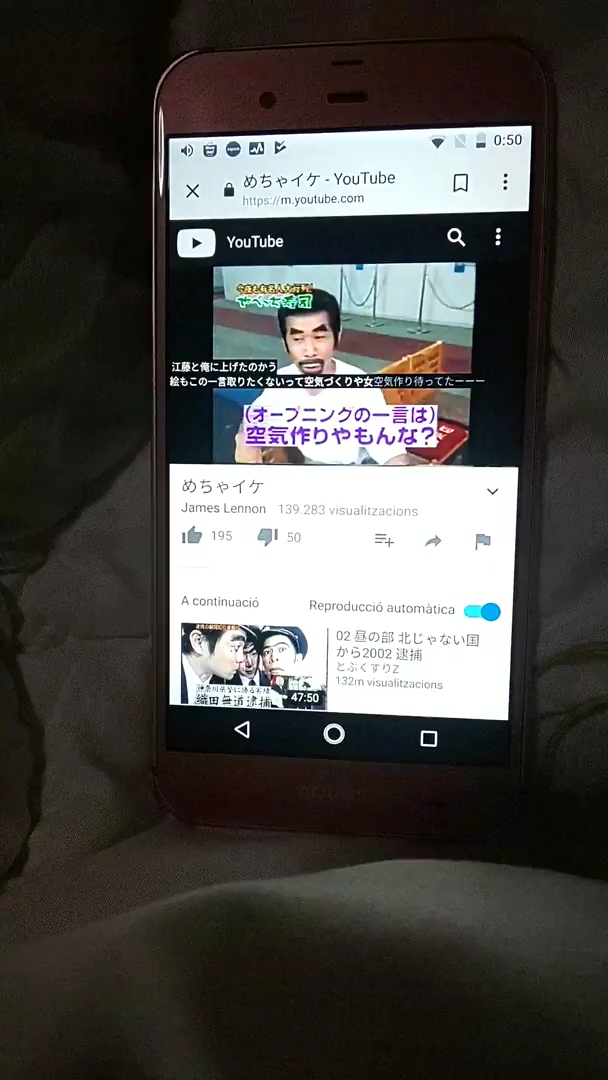 0:50
めちゃイケ - YouTube
https://m.youtube.com
YouTube
江藤と俺に上げたのかう
絵もこの一言取りたくないって空気づくりや女空気作り待ってたーーー
(オープニングの一言は)
空気作りやもんな?
めちゃイケ
James Lennon 139.283 visualitzacions
195 50
A continuació Reproducció automàtica
02 昼の部 北じゃない国
から2002 逮捕
とぶくすりZ
132m visualitzacions
織田無道逮捕
47:50
AQUOS